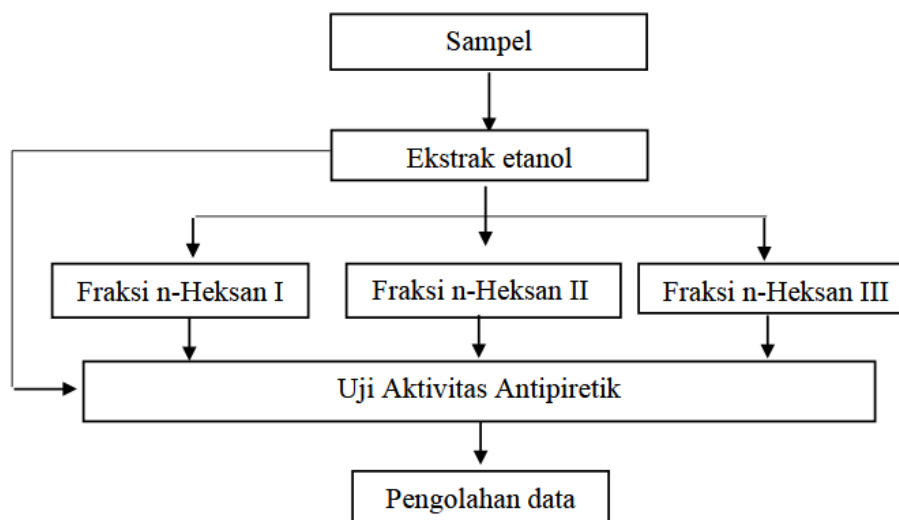 Sampel
Ekstrak etanol
Fraksi n-Heksan I
Fraksi n-Heksan II
Fraksi n-Heksan III
Uji Aktivitas Antipiretik
Pengolahan data